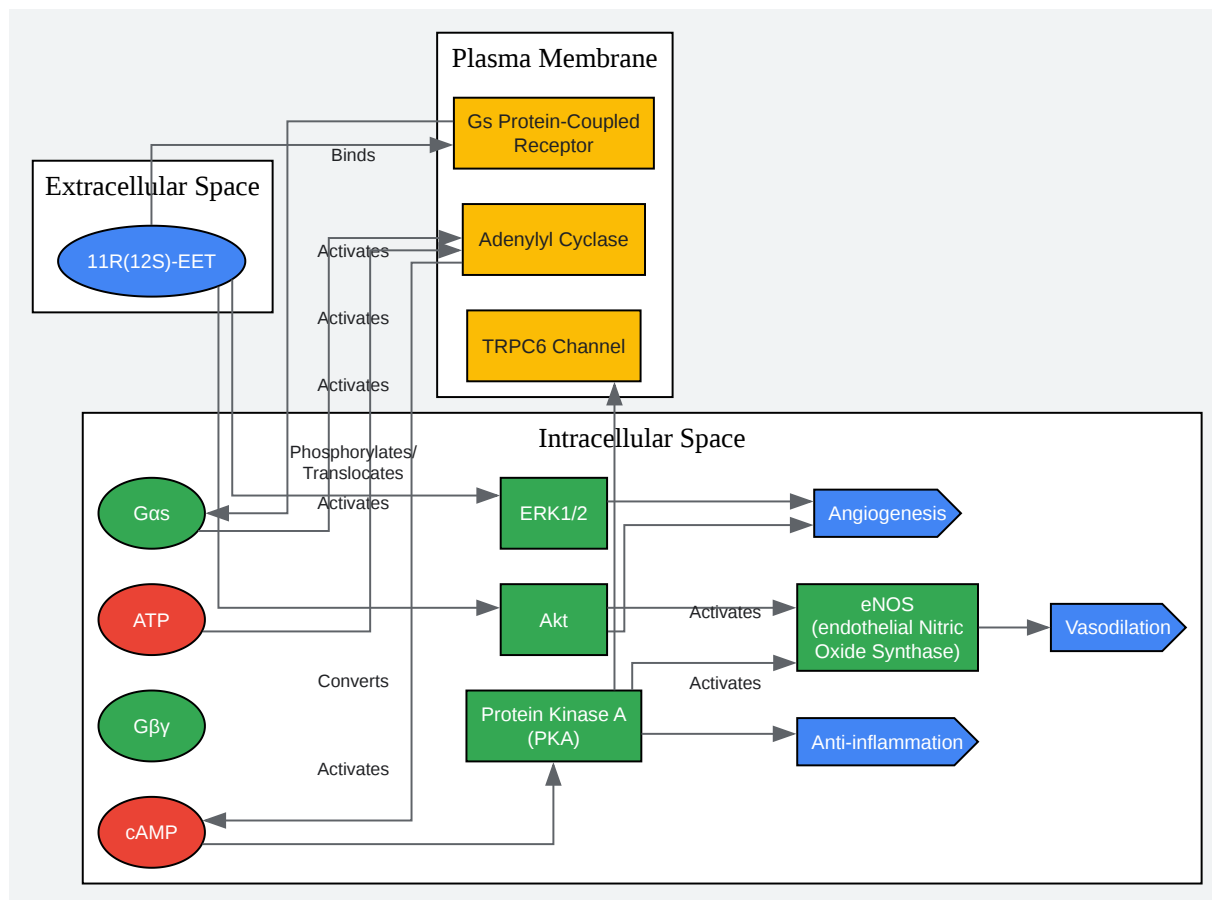 Plasma Membrane
Gs Protein-Coupled
Receptor
Binds
Extracellular Space
11R(12S)-EET
Adenylyl Cyclase
Activates
Activates
TRPC6 Channel
Activates
Intracellular Space
Phosphorylates/
Translocates
Activates
Gαs
ERK1/2
Angiogenesis
ATP
Akt
Activates
eNOS
(endothelial Nitric
Oxide Synthase)
Vasodilation
Converts
Activates
Gβγ
Protein Kinase A
(PKA)
Anti-inflammation
Activates
cAMP